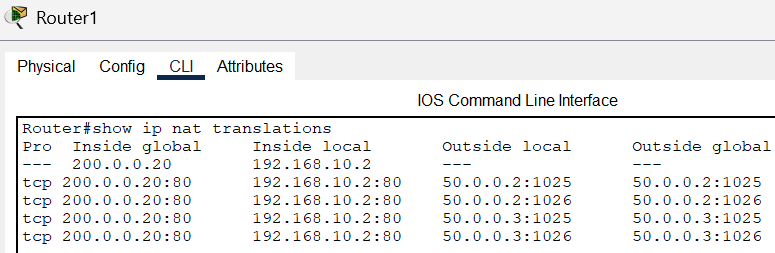 Router1
Physical Config CLI Attributes
IOS Command Line Interface
Router#show ip nat translations
Pro Inside global Inside local Outside local Outside global
--- 200.0.0.20 192.168.10.2 --- ---
tcp 200.0.0.20:80 192.168.10.2:80 50.0.0.2:1025 50.0.0.2:1025
tcp 200.0.0.20:80 192.168.10.2:80 50.0.0.2:1026 50.0.0.2:1026
tcp 200.0.0.20:80 192.168.10.2:80 50.0.0.3:1025 50.0.0.3:1025
tcp 200.0.0.20:80 192.168.10.2:80 50.0.0.3:1026 50.0.0.3:1026